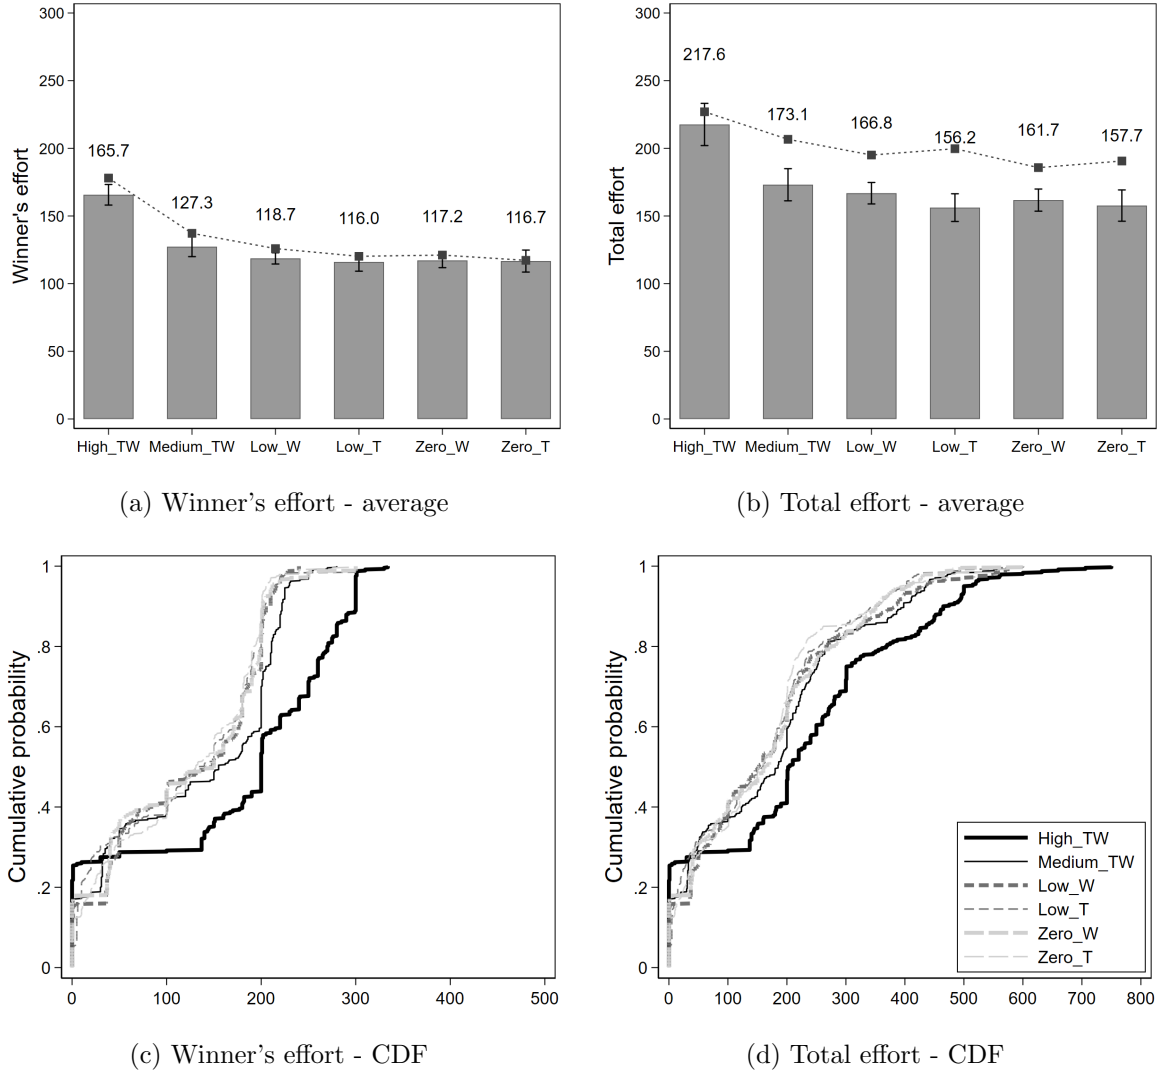 300
250
200
150
100
50
0
Winner's effort
165.7
127.3
118.7
116.0
117.2
116.7
High_TW Medium_TW Low_W Low_T Zero_W Zero_T
(a) Winner's effort - average
300
250
200
150
100
50
0
Total effort
217.6
173.1
166.8
156.2
161.7
157.7
High_TW Medium_TW Low_W Low_T Zero_W Zero_T
(b) Total effort - average
1
.8
.6
.4
.2
0
Cumulative probability
0 100 200 300 400 500
(c) Winner's effort - CDF
1
.8
.6
.4
.2
0
Cumulative probability
High_TW
Medium_TW
Low_W
Low_T
Zero_W
Zero_T
0 100 200 300 400 500 600 700 800
(d) Total effort - CDF